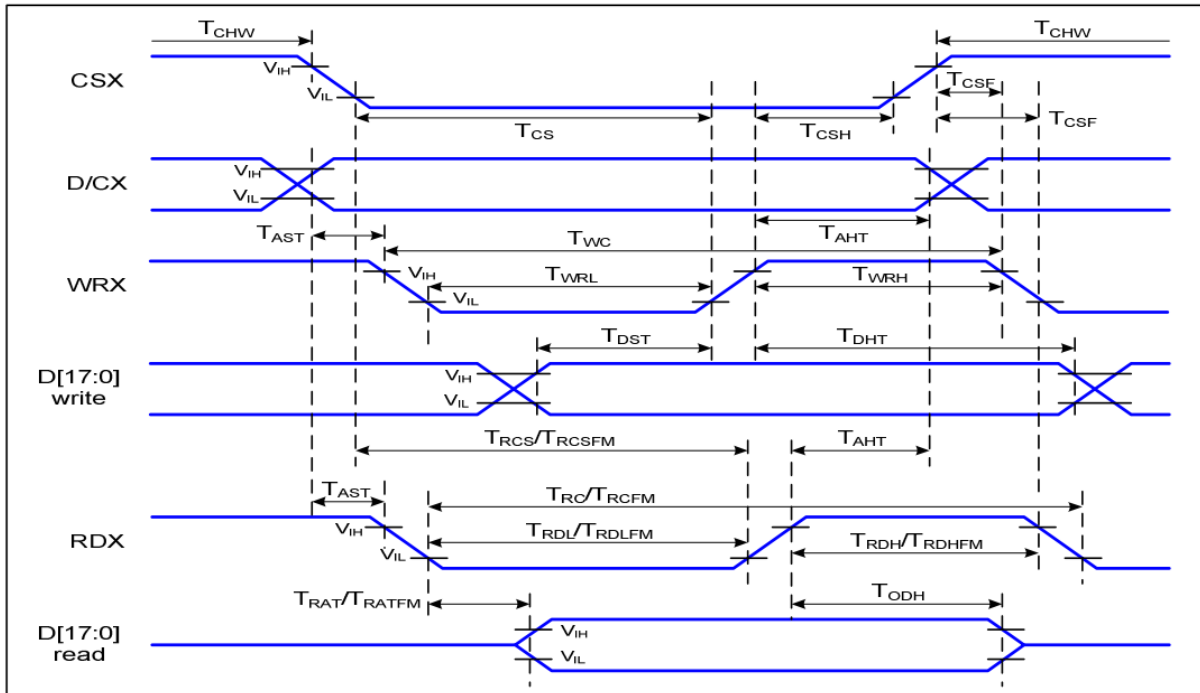 TCHW TCHW
CSX
VIH
VIL
TCSF
TCSF
TCS TCSH
D/CX
VIH
VIL
TAST TWC TAHT
WRX
VIH
VIL
TWRL TWRH
TDST TDHT
D[17:0]
write
VIH
VIL
TRCS/TRCSFM TAHT
TAST TRC/TRCFM
RDX
VIH
VIL
TRDL/TRDLFM TRDH/TRDHFM
TRAT/TRATFM TODH
D[17:0]
read
VIH
VIL